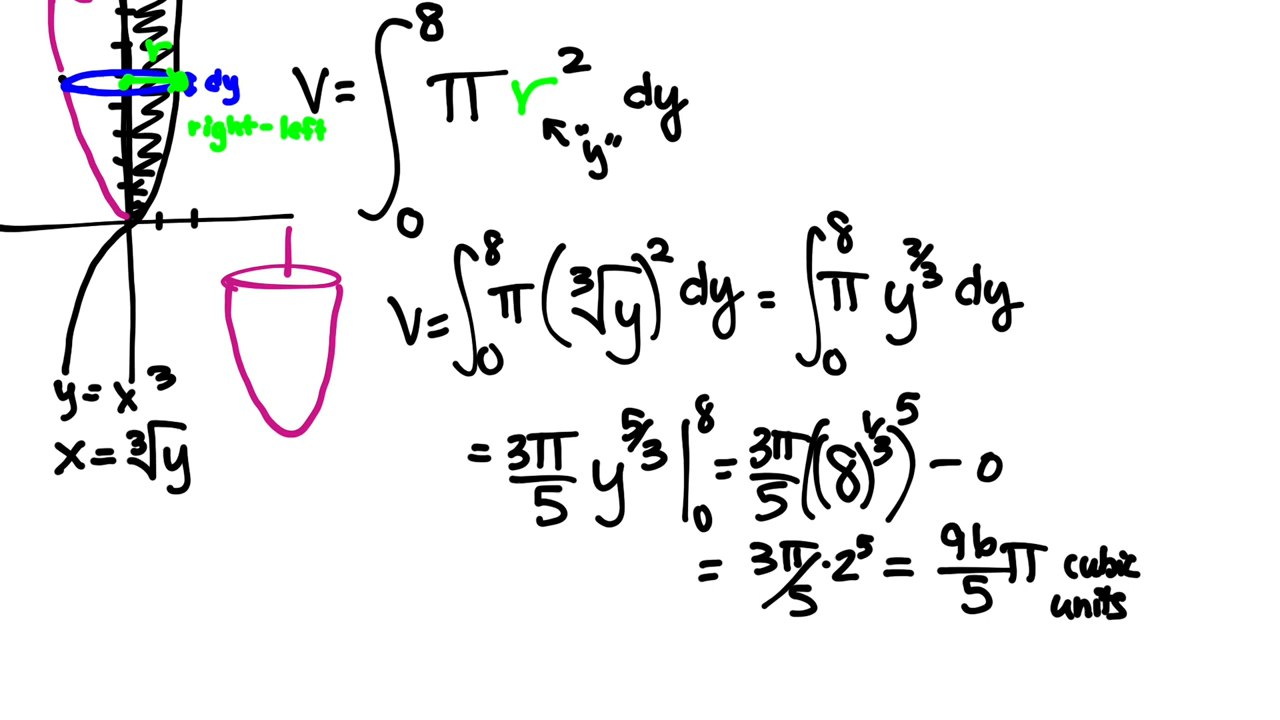 r
dy
right-left
V = ∫₀⁸ π r² dy
"y"
V = ∫₀⁸ π (∛y)² dy = ∫₀⁸ π y^(2/3) dy
y = x³
x = ∛y
= 3π/5 y^(5/3) |₀⁸ = 3π/5 ((8)^(1/3))⁵ - 0
= 3π/5 · 2⁵ = 96/5 π cubic units